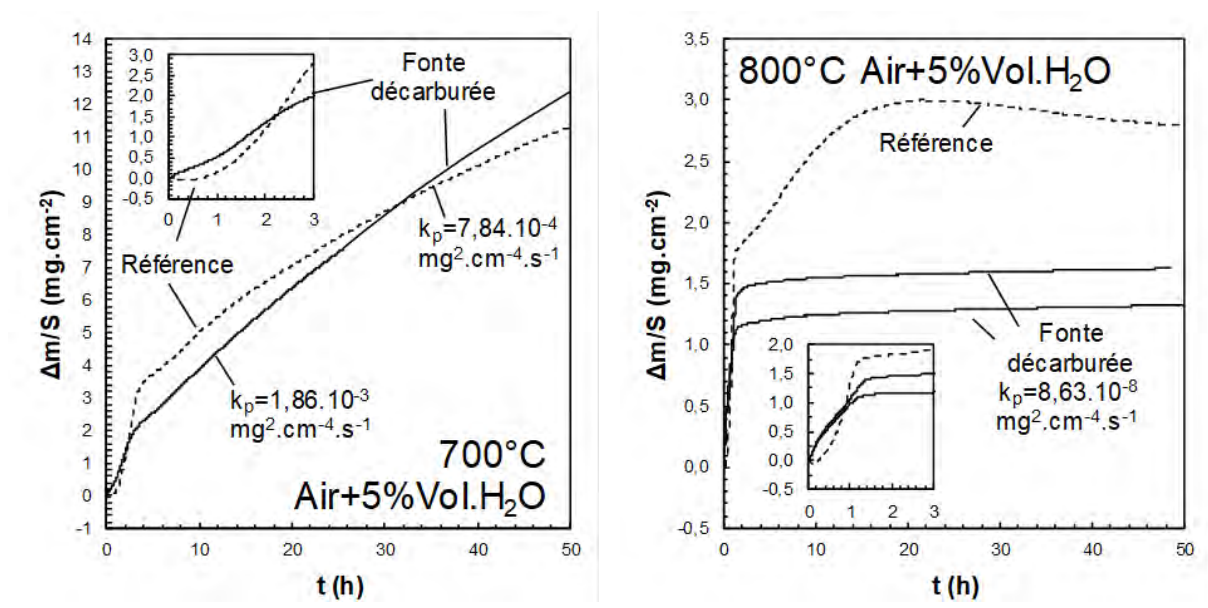 14
13
12
11
10
9
8
7
6
5
4
3
2
1
0
-1
Δm/S (mg.cm-2)
3,0
2,5
2,0
1,5
1,0
0,5
0,0
-0,5
0 1 2 3
Fonte
décarburée
Référence
kp=7,84.10-4
mg2.cm-4.s-1
kp=1,86.10-3
mg2.cm-4.s-1
700°C
Air+5%Vol.H2O
0 10 20 30 40 50
t (h)
3,5
3,0
2,5
2,0
1,5
1,0
0,5
0,0
-0,5
Δm/S (mg.cm-2)
800°C Air+5%Vol.H2O
Référence
Fonte
décarburée
kp=8,63.10-8
mg2.cm-4.s-1
2,0
1,5
1,0
0,5
0,0
-0,5
0 1 2 3
0 10 20 30 40 50
t (h)